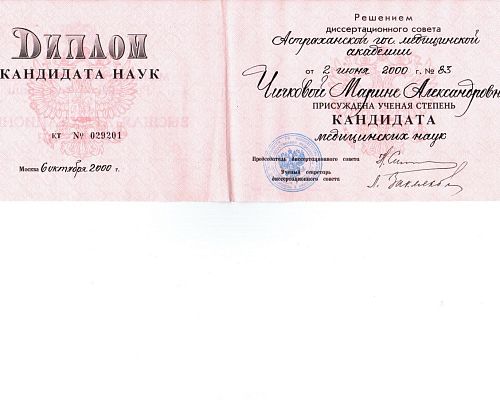 ДИПЛОМ
КАНДИДАТА НАУК
КТ № 029201
Москва 6 октября 2000 г.
Решением
диссертационного совета
Астраханской гос. медицинской
академии
от 2 июня 2000 г. № 83
Чичковой Марине Александровне
ПРИСУЖДЕНА УЧЕНАЯ СТЕПЕНЬ
КАНДИДАТА
медицинских наук
Председатель диссертационного совета
Ученый секретарь
диссертационного совета